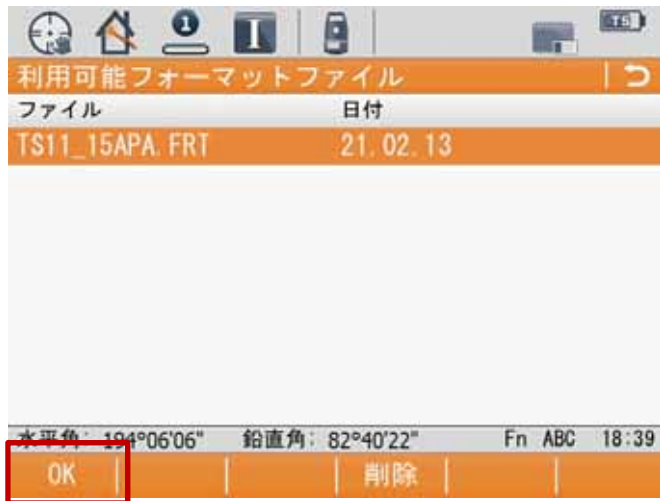 1 I TS
利用可能フォーマットファイル
ファイル 日付
TS11_15APA.FRT 21.02.13
水平角: 194°06'06" 鉛直角: 82°40'22" Fn ABC 18:39
OK 削除